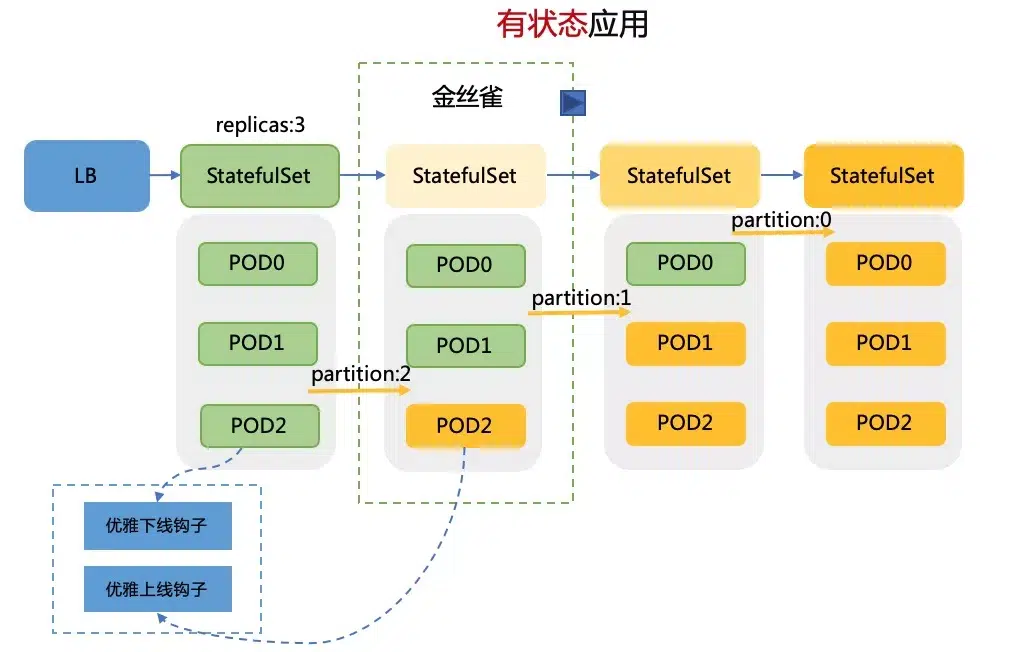 有状态应用
金丝雀
replicas:3
LB
StatefulSet
StatefulSet
StatefulSet
StatefulSet
partition:0
POD0
POD0
POD0
POD0
partition:1
POD1
POD1
POD1
POD1
partition:2
POD2
POD2
POD2
POD2
优雅下线钩子
优雅上线钩子